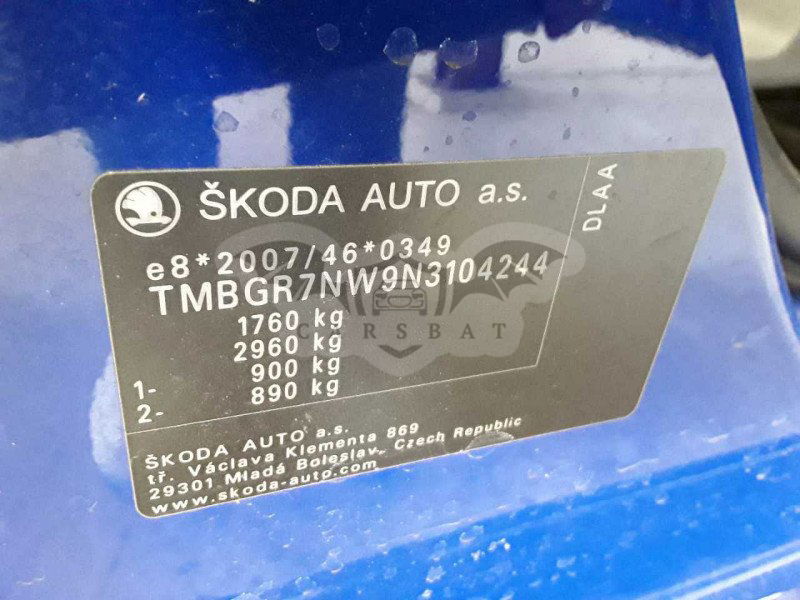 ŠKODA AUTO a.s.
DLAA
e8*2007/46*0349
TMBGR7NW9N3104244
1760 kg
2960 kg
1- 900 kg
2- 890 kg
CARSBAT
ŠKODA AUTO a.s.
tř. Václava Klementa 869
29301 Mladá Boleslav, Czech Republic
www.skoda-auto.com